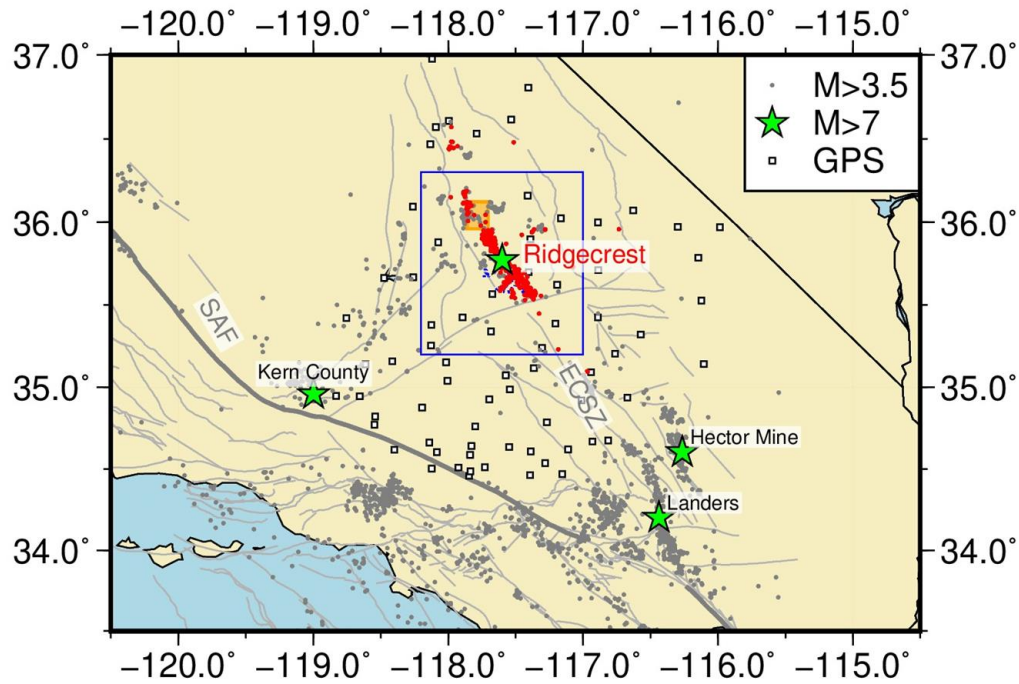 −120.0° −119.0° −118.0° −117.0° −116.0° −115.0°
37.0° 37.0°
M>3.5
M>7
GPS
36.0° 36.0°
Ridgecrest
SAF
Kern County
35.0° 35.0°
ECSZ
Hector Mine
Landers
34.0° 34.0°
−120.0° −119.0° −118.0° −117.0° −116.0° −115.0°